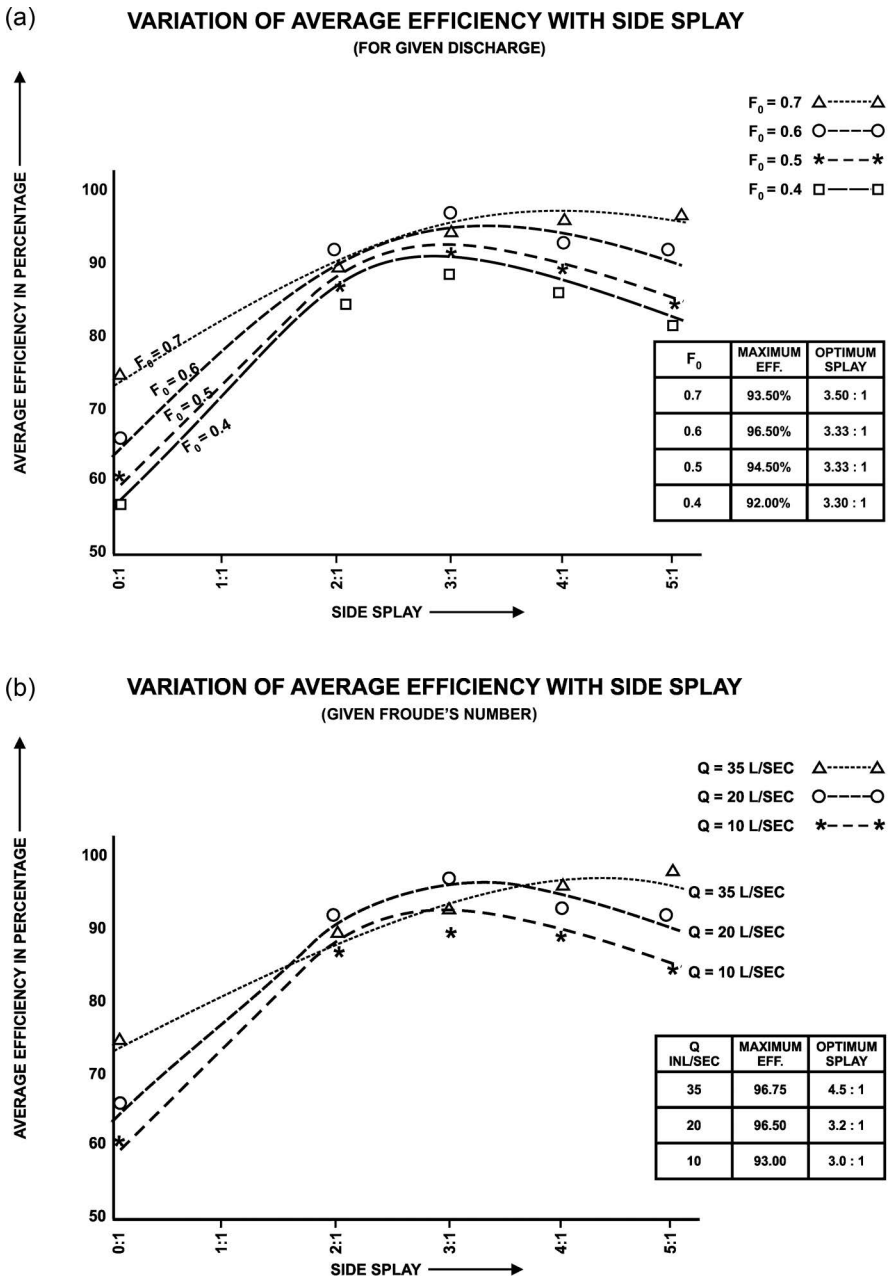 (a)
VARIATION OF AVERAGE EFFICIENCY WITH SIDE SPLAY
(FOR GIVEN DISCHARGE)
F0 = 0.7
F0 = 0.6
F0 = 0.5
F0 = 0.4
AVERAGE EFFICIENCY IN PERCENTAGE
100
90
80
70
60
50
F0 = 0.7
F0 = 0.6
F0 = 0.5
F0 = 0.4
F0 MAXIMUM EFF. OPTIMUM SPLAY
0.7 93.50% 3.50 : 1
0.6 96.50% 3.33 : 1
0.5 94.50% 3.33 : 1
0.4 92.00% 3.30 : 1
0:1 1:1 2:1 3:1 4:1 5:1
SIDE SPLAY
(b)
VARIATION OF AVERAGE EFFICIENCY WITH SIDE SPLAY
(GIVEN FROUDE'S NUMBER)
Q = 35 L/SEC
Q = 20 L/SEC
Q = 10 L/SEC
AVERAGE EFFICIENCY IN PERCENTAGE
100
90
80
70
60
50
Q = 35 L/SEC
Q = 20 L/SEC
Q = 10 L/SEC
Q INL/SEC MAXIMUM EFF. OPTIMUM SPLAY
35 96.75 4.5 : 1
20 96.50 3.2 : 1
10 93.00 3.0 : 1
0:1 1:1 2:1 3:1 4:1 5:1
SIDE SPLAY